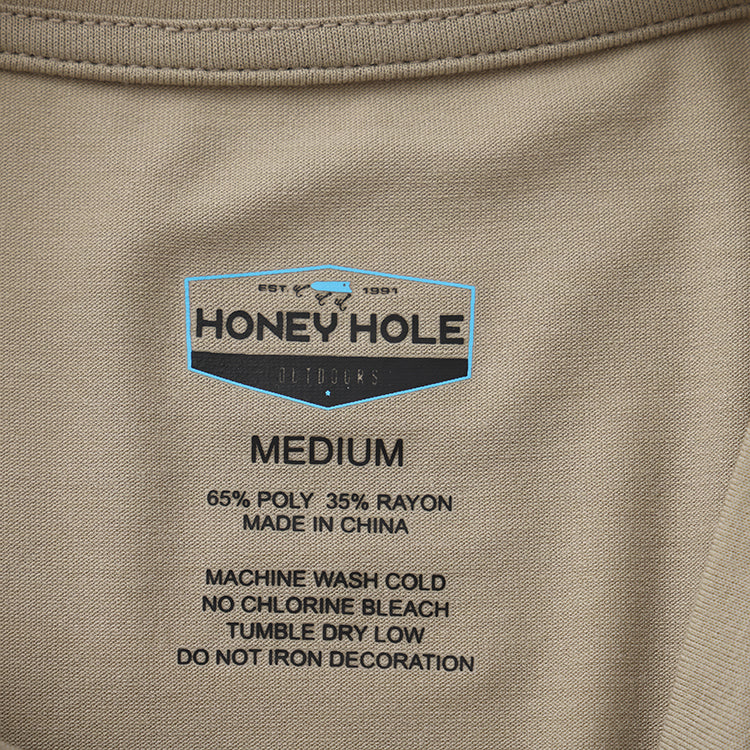 EST. 1991
HONEY HOLE
OUTDOORS
MEDIUM
65% POLY 35% RAYON
MADE IN CHINA
MACHINE WASH COLD
NO CHLORINE BLEACH
TUMBLE DRY LOW
DO NOT IRON DECORATION